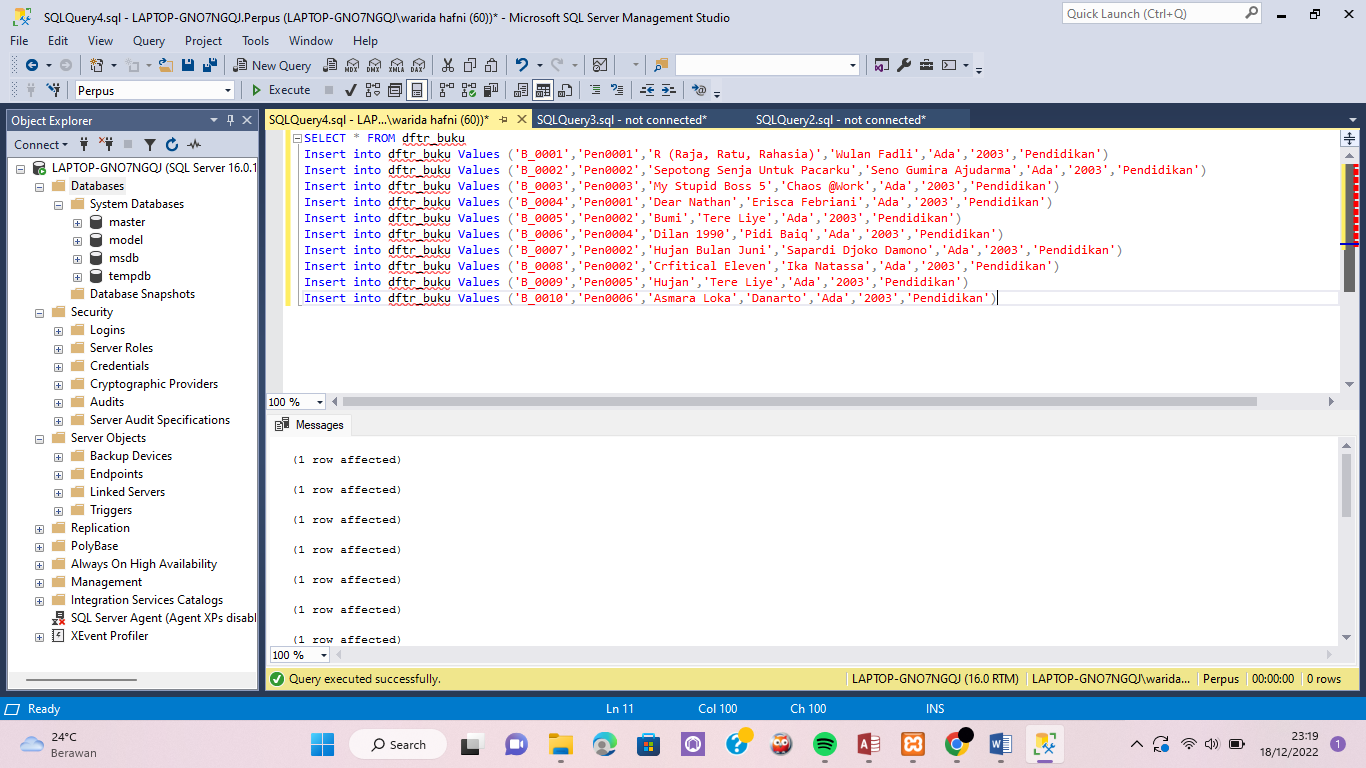 SQLQuery4.sql - LAPTOP-GNO7NGQJ.Perpus (LAPTOP-GNO7NGQJ\warida hafni (60))* - Microsoft SQL Server Management Studio
Quick Launch (Ctrl+Q)
File Edit View Query Project Tools Window Help
New Query MDX DMX XMLA DAX
Perpus Execute
Object Explorer
Connect
LAPTOP-GNO7NGQJ (SQL Server 16.0.1
Databases
System Databases
master
model
msdb
tempdb
Database Snapshots
Security
Logins
Server Roles
Credentials
Cryptographic Providers
Audits
Server Audit Specifications
Server Objects
Backup Devices
Endpoints
Linked Servers
Triggers
Replication
PolyBase
Always On High Availability
Management
Integration Services Catalogs
SQL Server Agent (Agent XPs disabl
XEvent Profiler
SQLQuery4.sql - LAP...\warida hafni (60))* SQLQuery3.sql - not connected* SQLQuery2.sql - not connected*
SELECT * FROM dftr_buku
Insert into dftr_buku Values ('B_0001','Pen0001','R (Raja, Ratu, Rahasia)','Wulan Fadli','Ada','2003','Pendidikan')
Insert into dftr_buku Values ('B_0002','Pen0002','Sepotong Senja Untuk Pacarku','Seno Gumira Ajudarma','Ada','2003','Pendidikan')
Insert into dftr_buku Values ('B_0003','Pen0003','My Stupid Boss 5','Chaos @Work','Ada','2003','Pendidikan')
Insert into dftr_buku Values ('B_0004','Pen0001','Dear Nathan','Erisca Febriani','Ada','2003','Pendidikan')
Insert into dftr_buku Values ('B_0005','Pen0002','Bumi','Tere Liye','Ada','2003','Pendidikan')
Insert into dftr_buku Values ('B_0006','Pen0004','Dilan 1990','Pidi Baiq','Ada','2003','Pendidikan')
Insert into dftr_buku Values ('B_0007','Pen0002','Hujan Bulan Juni','Sapardi Djoko Damono','Ada','2003','Pendidikan')
Insert into dftr_buku Values ('B_0008','Pen0002','Crfitical Eleven','Ika Natassa','Ada','2003','Pendidikan')
Insert into dftr_buku Values ('B_0009','Pen0005','Hujan','Tere Liye','Ada','2003','Pendidikan')
Insert into dftr_buku Values ('B_0010','Pen0006','Asmara Loka','Danarto','Ada','2003','Pendidikan')
100 %
Messages
(1 row affected)
(1 row affected)
(1 row affected)
(1 row affected)
(1 row affected)
(1 row affected)
(1 row affected)
100 %
Query executed successfully. LAPTOP-GNO7NGQJ (16.0 RTM) LAPTOP-GNO7NGQJ\warida... Perpus 00:00:00 0 rows
Ready Ln 11 Col 100 Ch 100 INS
24°C
Berawan
Search
23:19
18/12/2022
1